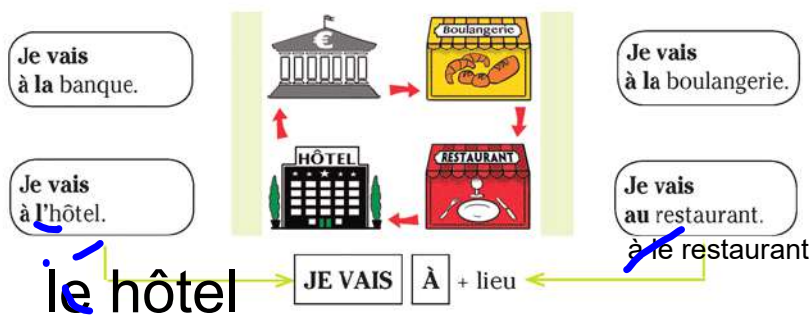 Je vais
à la banque.
€
Boulangerie
Je vais
à la boulangerie.
Je vais
à l'hôtel.
HÔTEL
RESTAURANT
Je vais
au restaurant.
à le restaurant
le hôtel
JE VAIS À + lieu